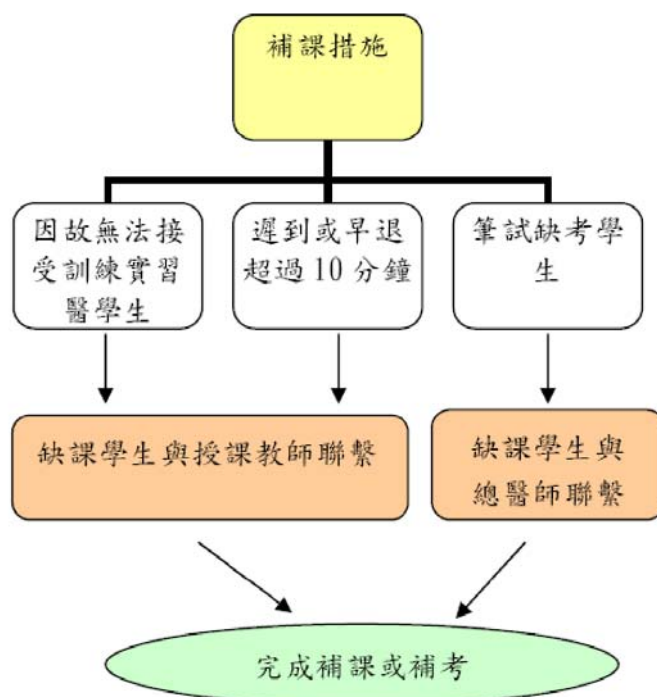 補課措施
因故無法接
受訓練實習
醫學生
遲到或早退
超過 10 分鐘
筆試缺考學
生
缺課學生與授課教師聯繫
缺課學生與
總醫師聯繫
完成補課或補考